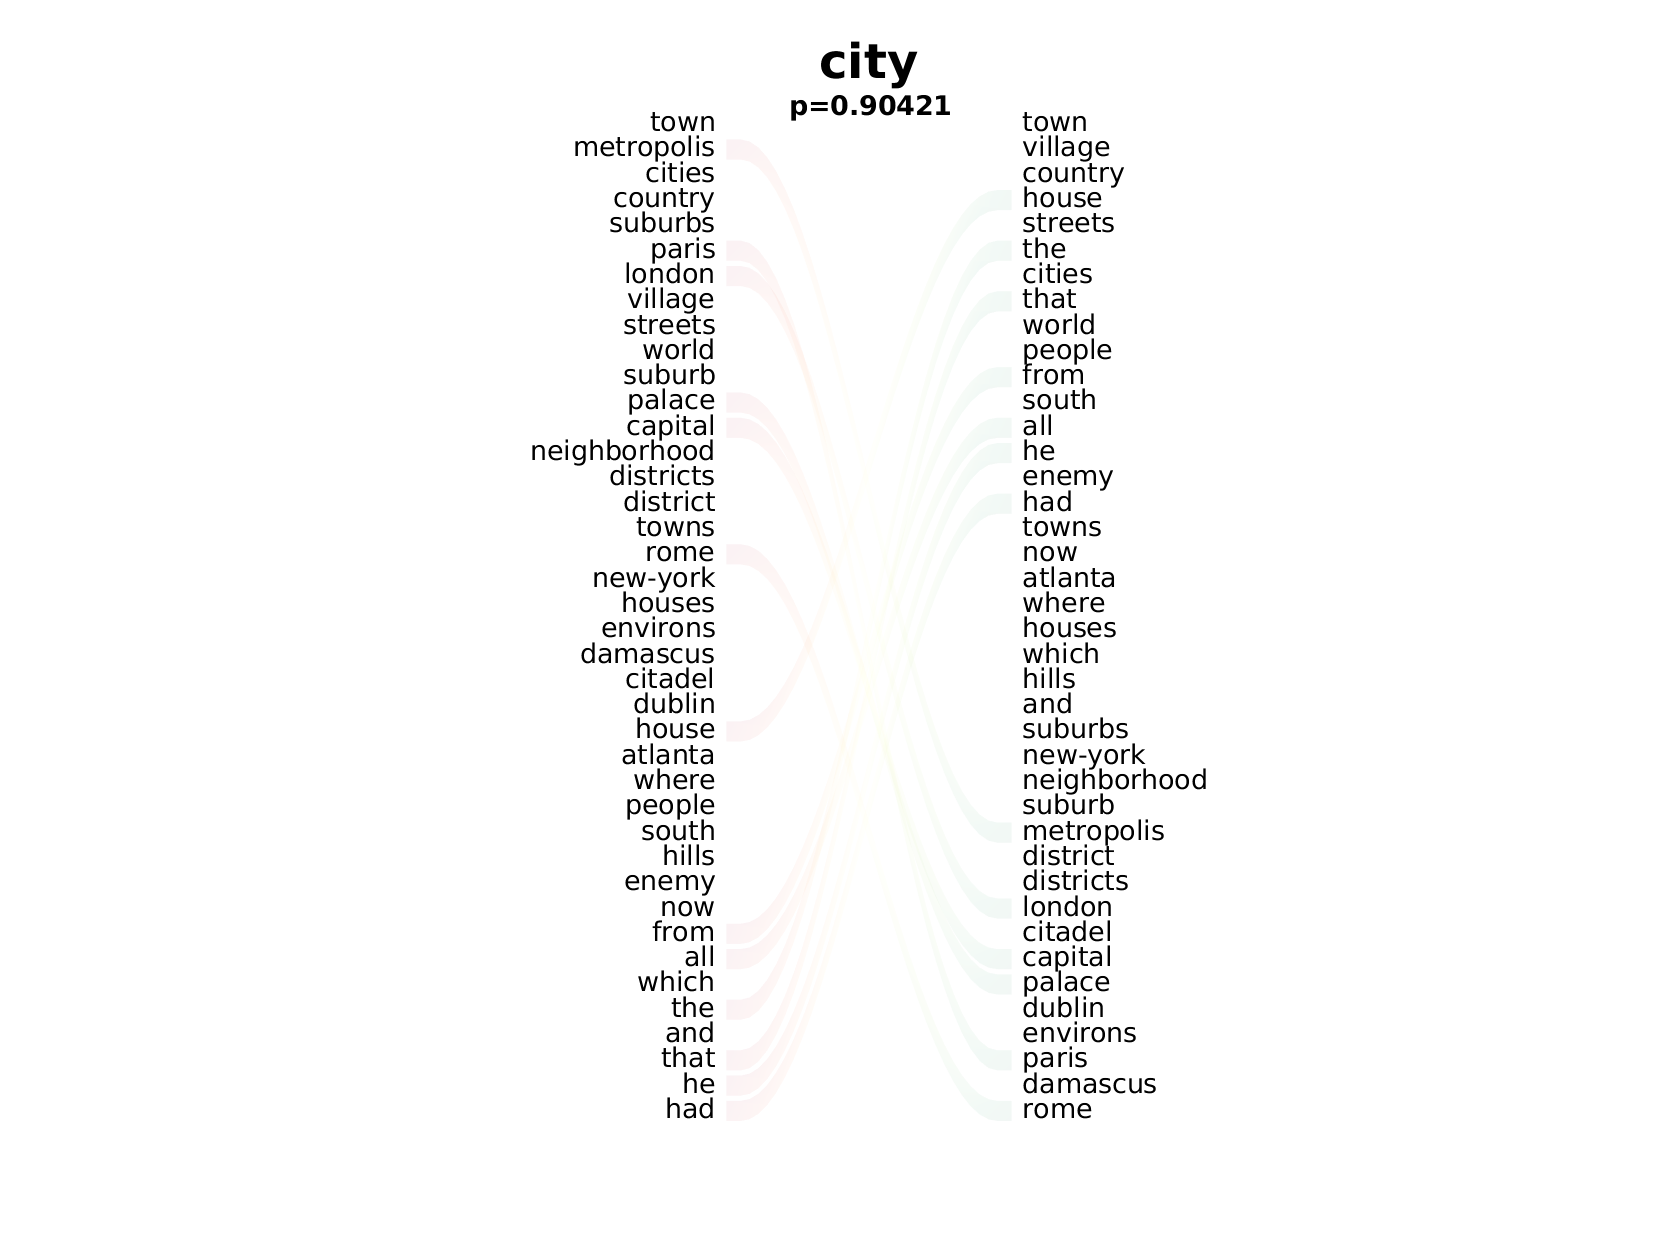 city
p=0.90421
town town
metropolis village
cities country
country house
suburbs streets
paris the
london cities
village that
streets world
world people
suburb from
palace south
capital all
neighborhood he
districts enemy
district had
towns towns
rome now
new-york atlanta
houses where
environs houses
damascus which
citadel hills
dublin and
house suburbs
atlanta new-york
where neighborhood
people suburb
south metropolis
hills district
enemy districts
now london
from citadel
all capital
which palace
the dublin
and environs
that paris
he damascus
had rome